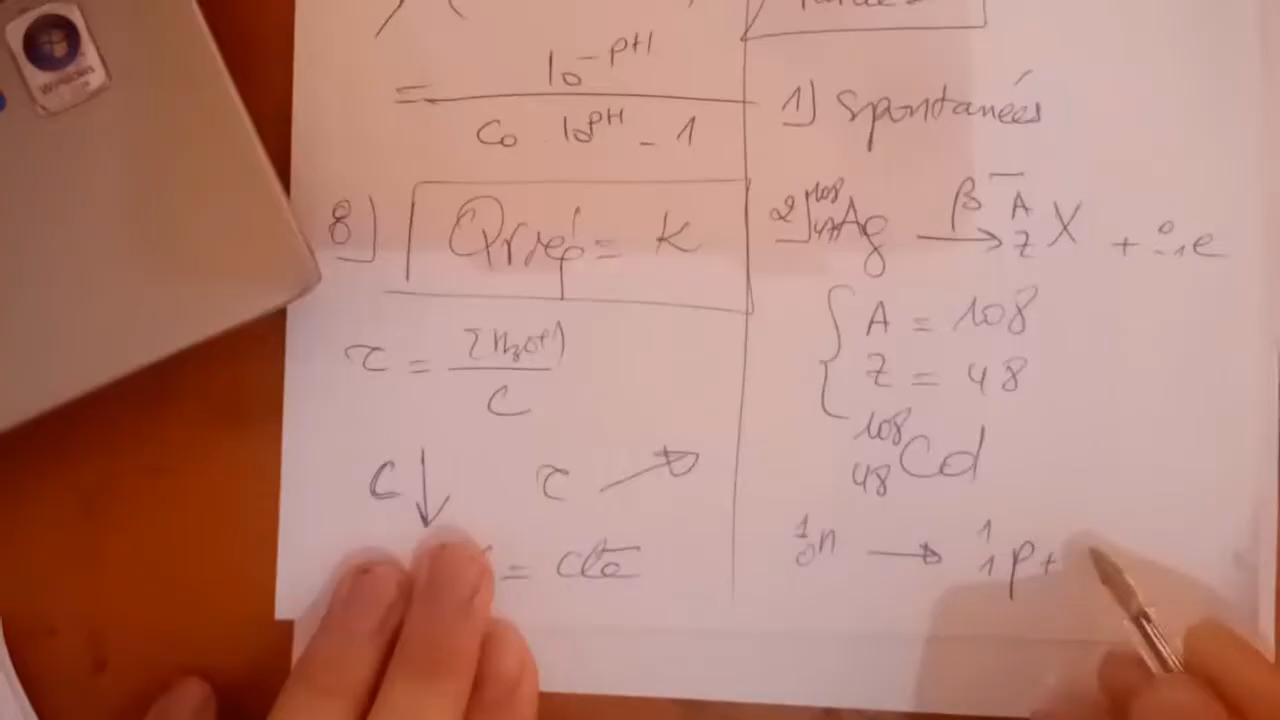 Windows
10^-pH
=
C₀ 10^pH - 1
8) Qr,éq = K
τ = [H₃O⁺] / C
C ↓ τ ↗
= cte
1) spontanées
2) ¹⁰⁸₄₇Ag —β⁻→ ᴬ_Z X + ⁰₋₁e
{ A = 108
Z = 48
¹⁰⁸₄₈Cd
¹₀n → ¹₁p +